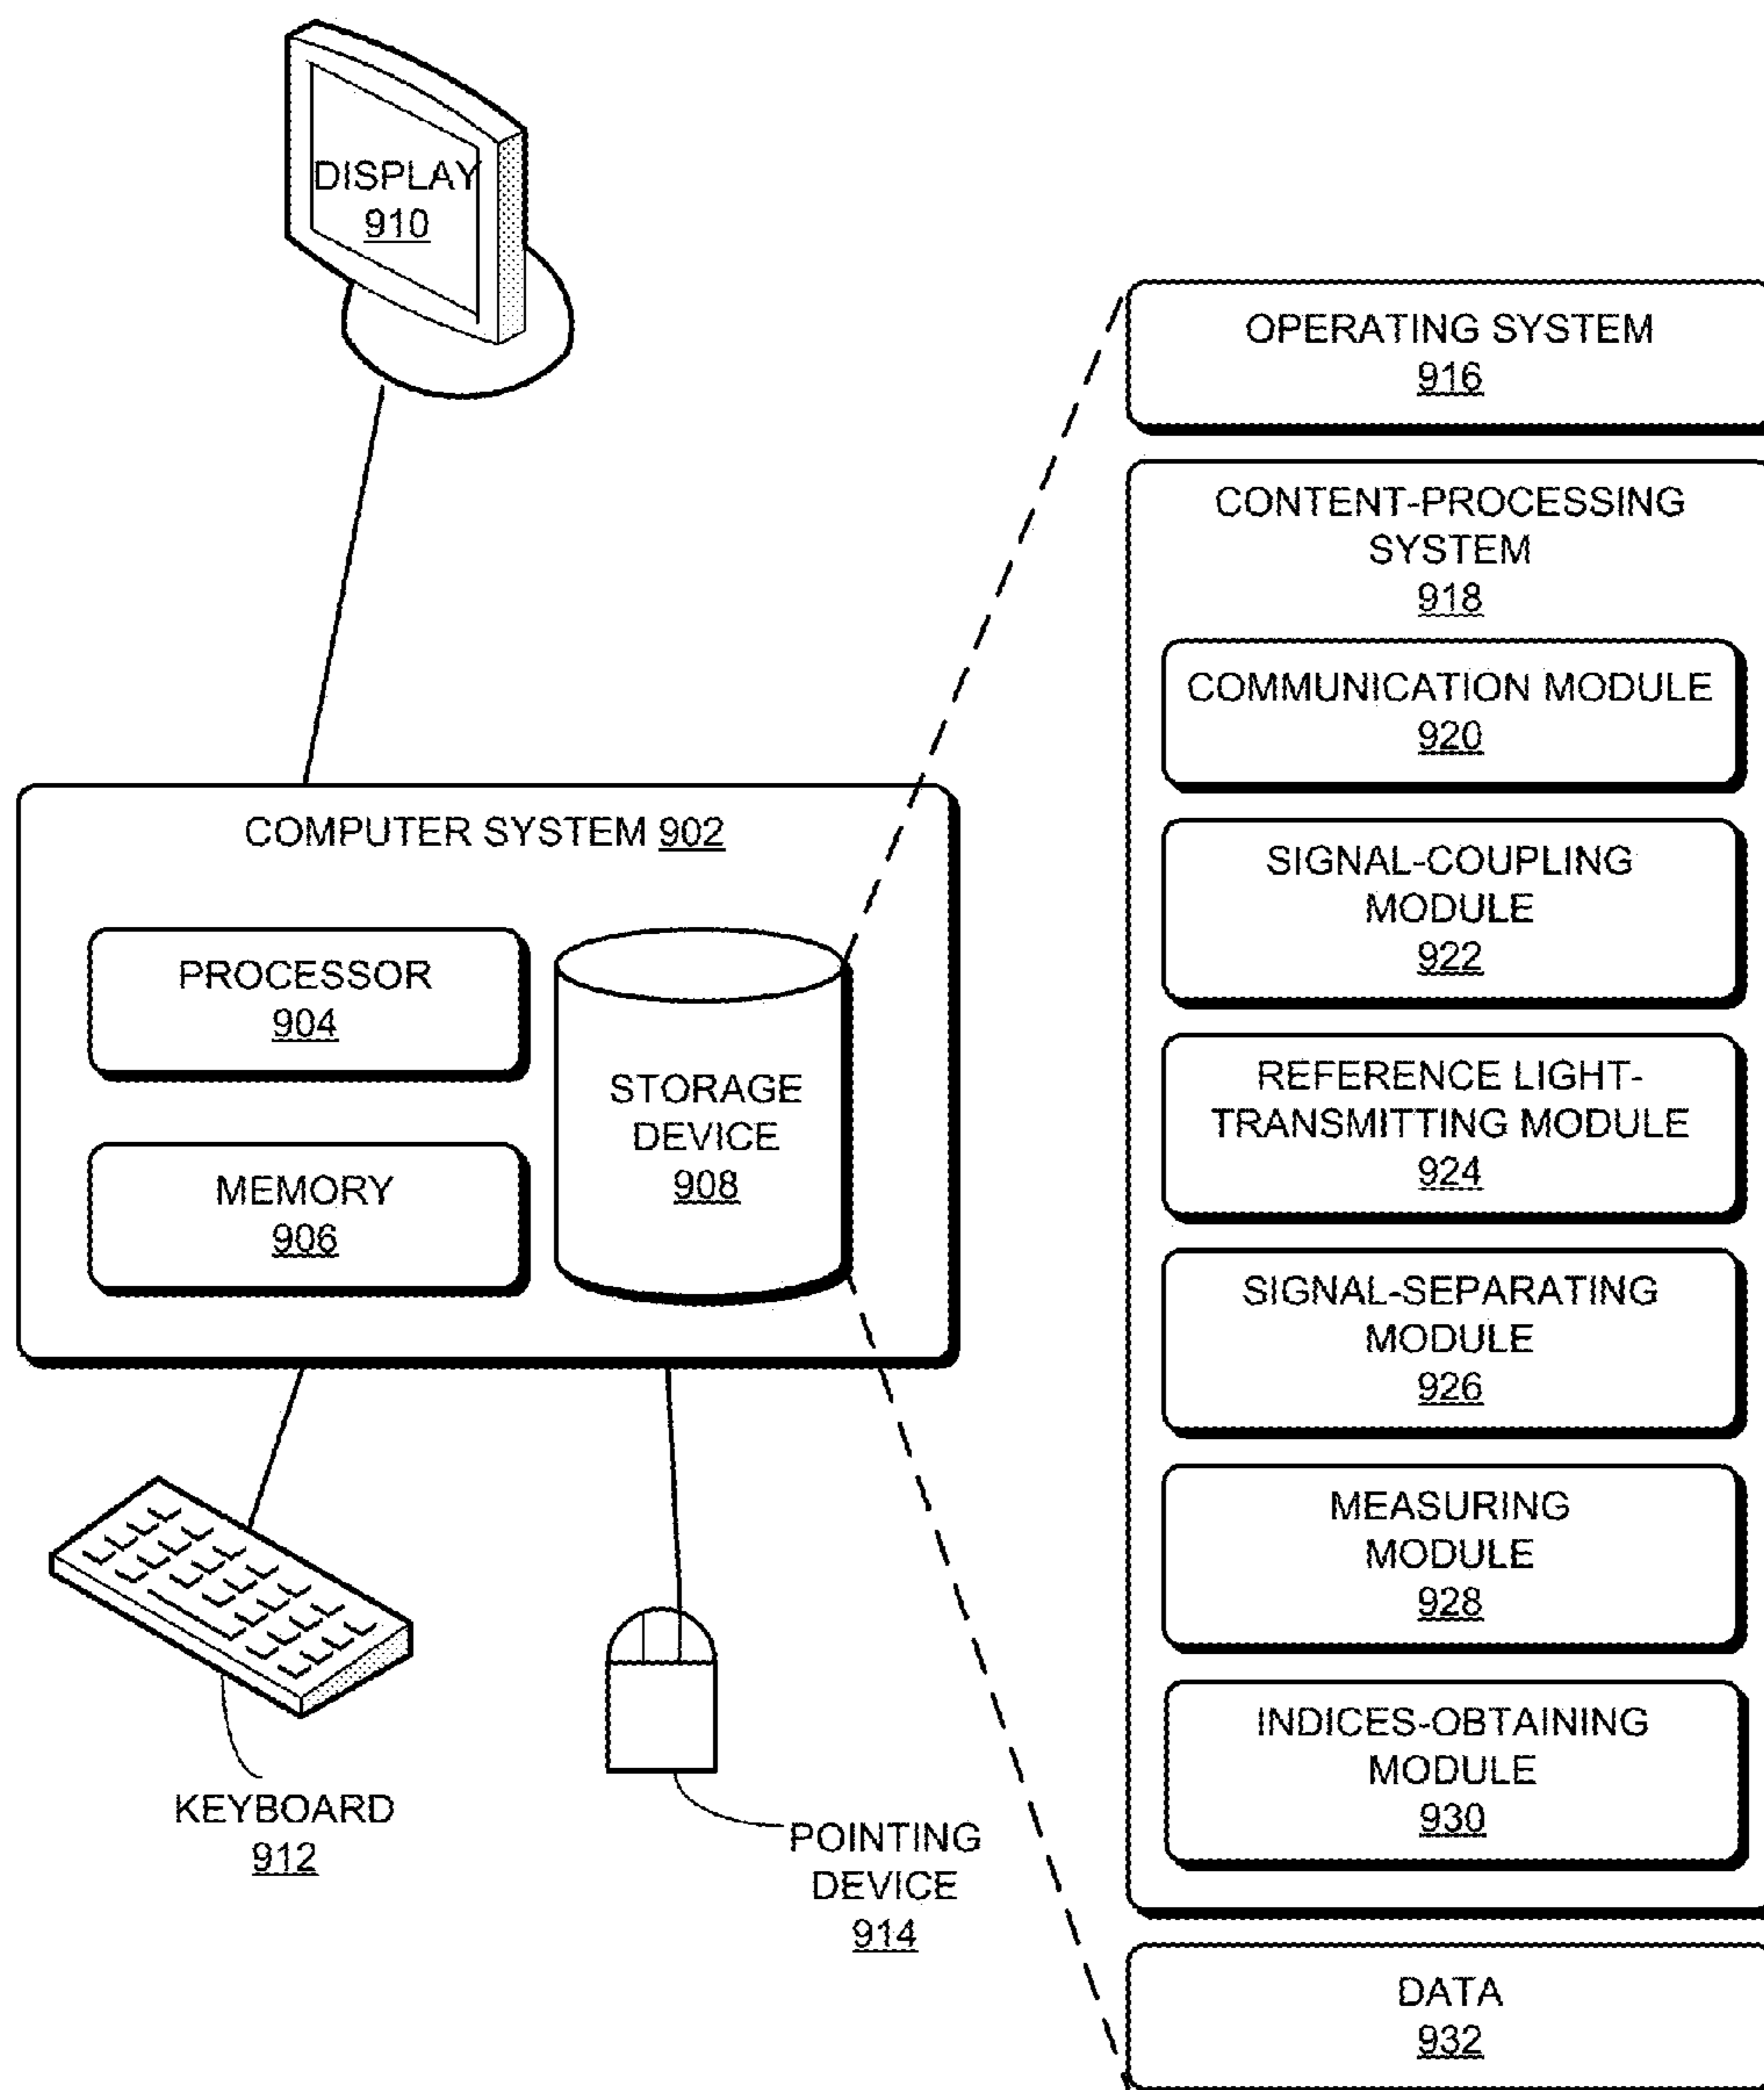 DISPLAY
910
OPERATING SYSTEM
916
CONTENT-PROCESSING
SYSTEM
918
COMMUNICATION MODULE
920
SIGNAL-COUPLING
MODULE
922
REFERENCE LIGHT-
TRANSMITTING MODULE
924
SIGNAL-SEPARATING
MODULE
926
MEASURING
MODULE
928
INDICES-OBTAINING
MODULE
930
DATA
932
COMPUTER SYSTEM 902
PROCESSOR
904
MEMORY
906
STORAGE
DEVICE
908
KEYBOARD
912
POINTING
DEVICE
914